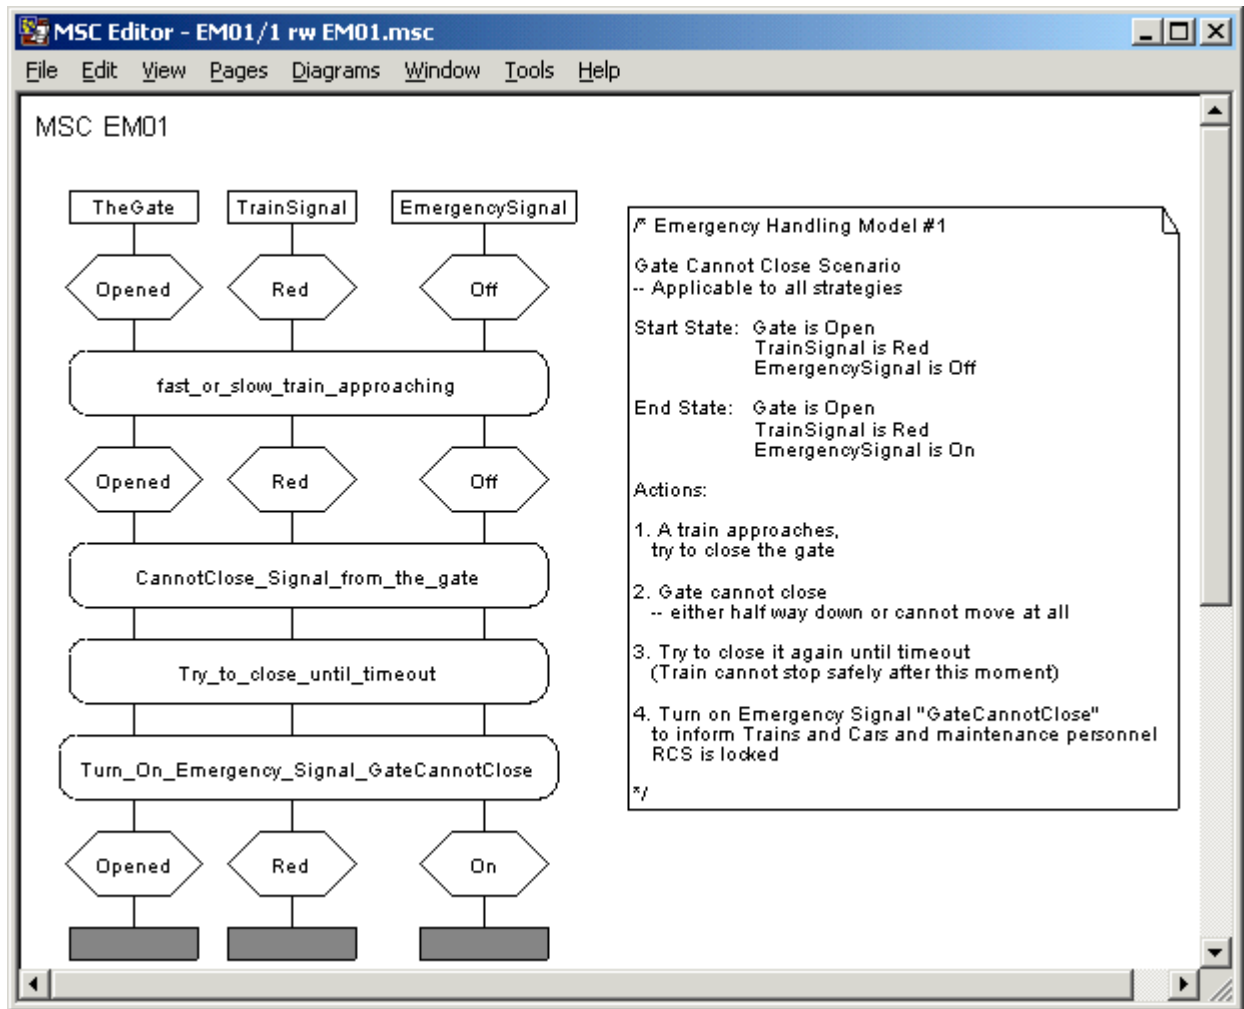 MSC Editor - EM01/1 rw EM01.msc
File Edit View Pages Diagrams Window Tools Help
MSC EM01
TheGate TrainSignal EmergencySignal
Opened Red Off
fast_or_slow_train_approaching
Opened Red Off
CannotClose_Signal_from_the_gate
Try_to_close_until_timeout
Turn_On_Emergency_Signal_GateCannotClose
Opened Red On
/* Emergency Handling Model #1
Gate Cannot Close Scenario
-- Applicable to all strategies
Start State: Gate is Open
TrainSignal is Red
EmergencySignal is Off
End State: Gate is Open
TrainSignal is Red
EmergencySignal is On
Actions:
1. A train approaches,
try to close the gate
2. Gate cannot close
-- either half way down or cannot move at all
3. Try to close it again until timeout
(Train cannot stop safely after this moment)
4. Turn on Emergency Signal "GateCannotClose"
to inform Trains and Cars and maintenance personnel
RCS is locked
*/